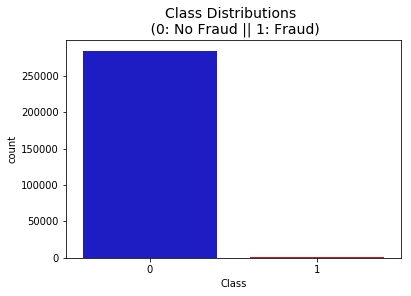 Class Distributions
(0: No Fraud || 1: Fraud)
250000
200000
150000
100000
50000
0
count
0 1
Class